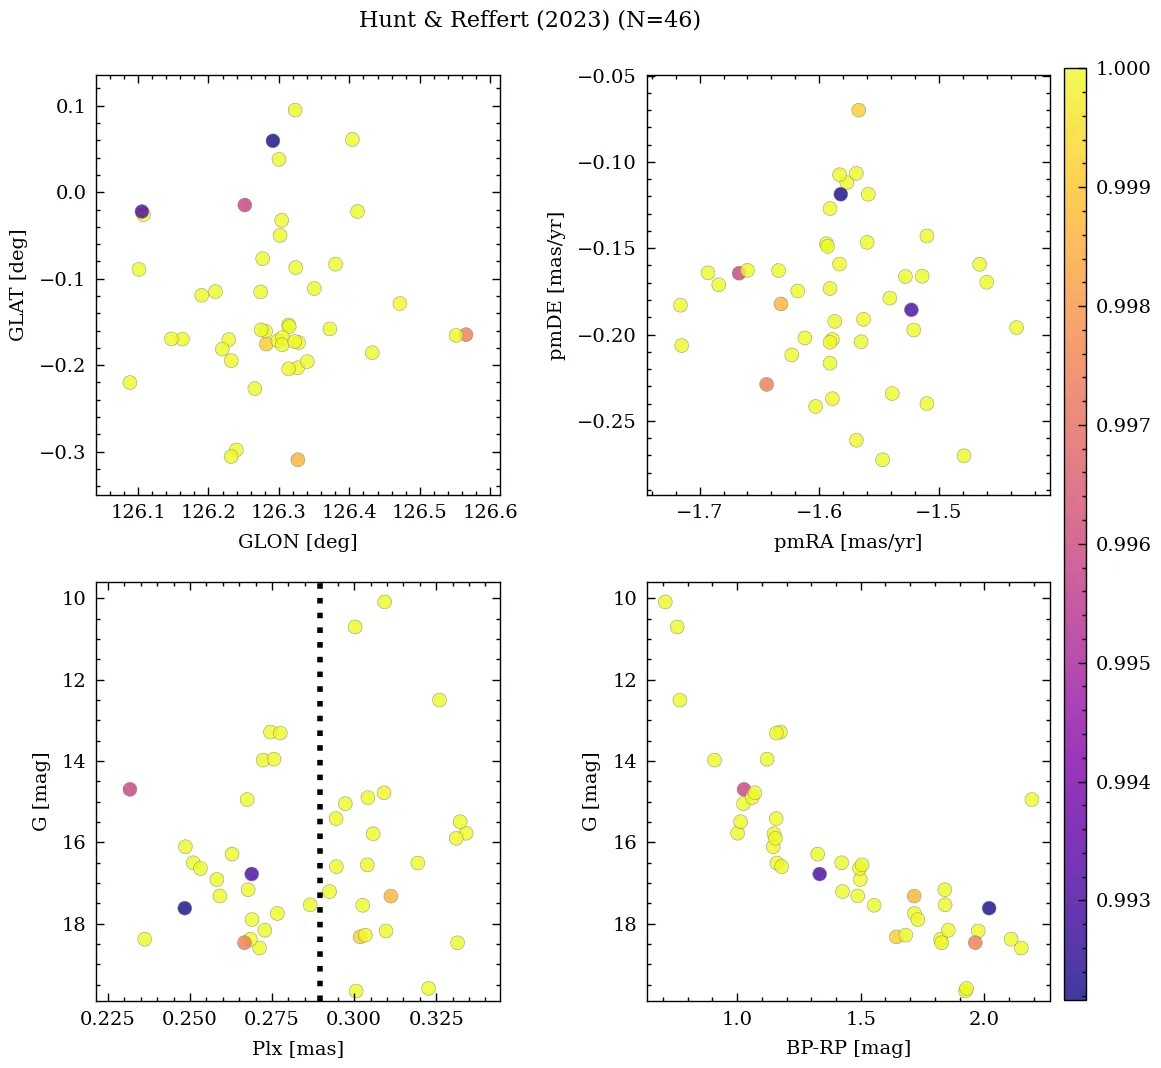 Hunt & Reffert (2023) (N=46)
0.1
0.0
−0.1
−0.2
−0.3
GLAT [deg]
126.1 126.2 126.3 126.4 126.5 126.6
GLON [deg]
−0.05
−0.10
−0.15
−0.20
−0.25
pmDE [mas/yr]
−1.7 −1.6 −1.5
pmRA [mas/yr]
10
12
14
16
18
G [mag]
0.225 0.250 0.275 0.300 0.325
Plx [mas]
10
12
14
16
18
G [mag]
1.0 1.5 2.0
BP-RP [mag]
1.000
0.999
0.998
0.997
0.996
0.995
0.994
0.993